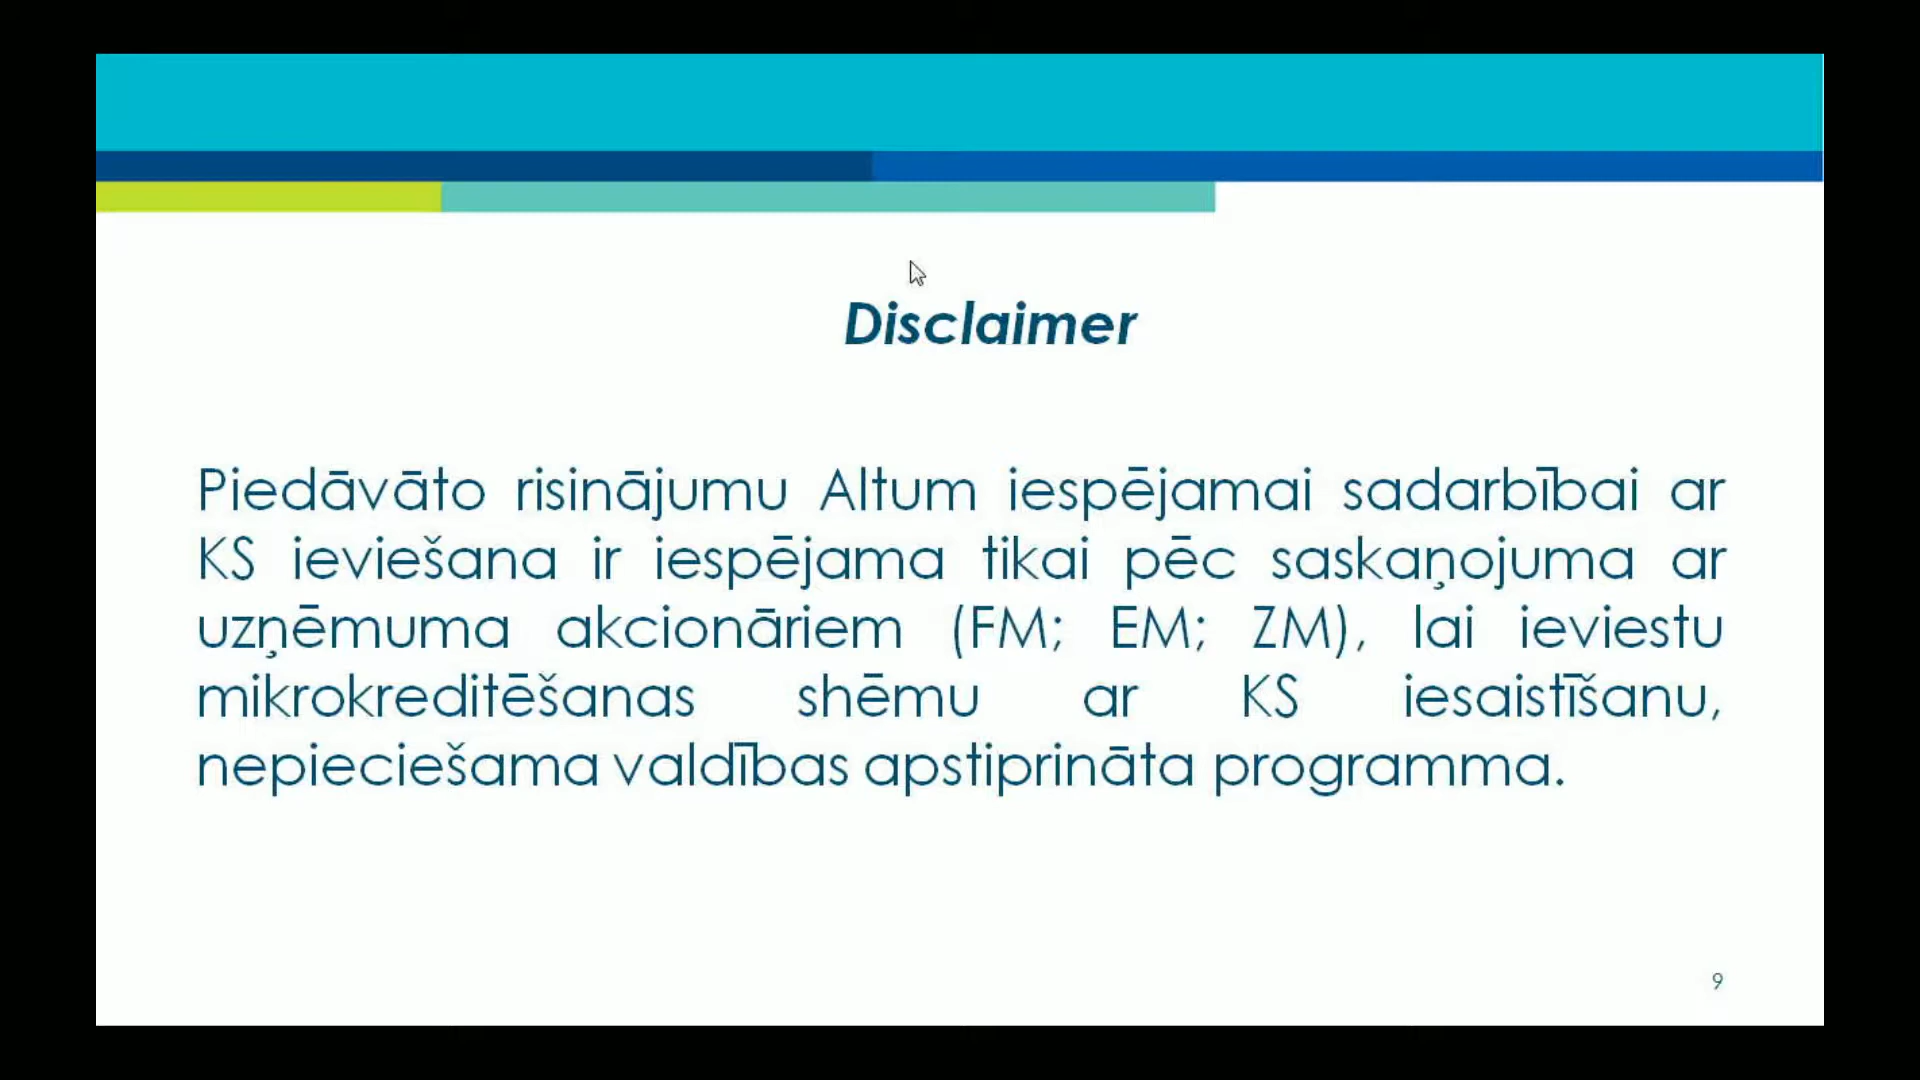 Disclaimer
Piedāvāto risinājumu Altum iespējamai sadarbībai ar
KS ieviešana ir iespējama tikai pēc saskaņojuma ar
uzņēmuma akcionāriem (FM; EM; ZM), lai ieviestu
mikrokreditēšanas shēmu ar KS iesaistīšanu,
nepieciešama valdības apstiprināta programma.
9